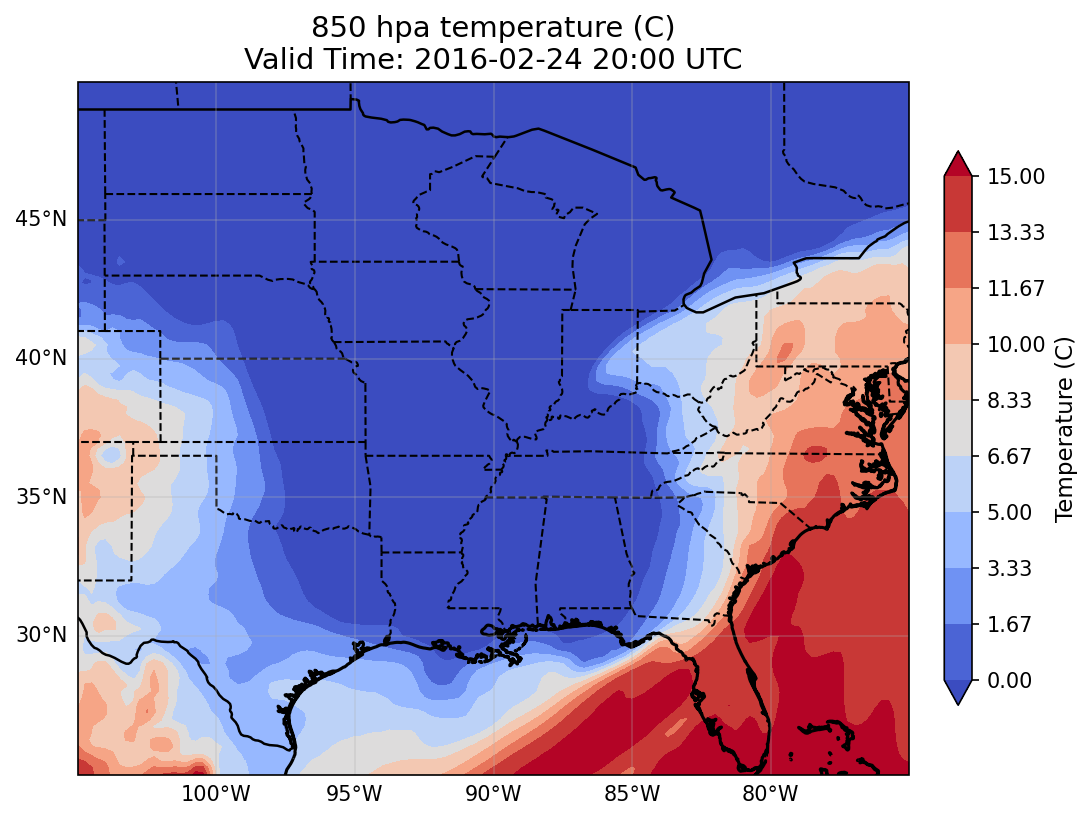 850 hpa temperature (C)
Valid Time: 2016-02-24 20:00 UTC
45°N
40°N
35°N
30°N
100°W
95°W
90°W
85°W
80°W
15.00
13.33
11.67
10.00
8.33
6.67
5.00
3.33
1.67
0.00
Temperature (C)